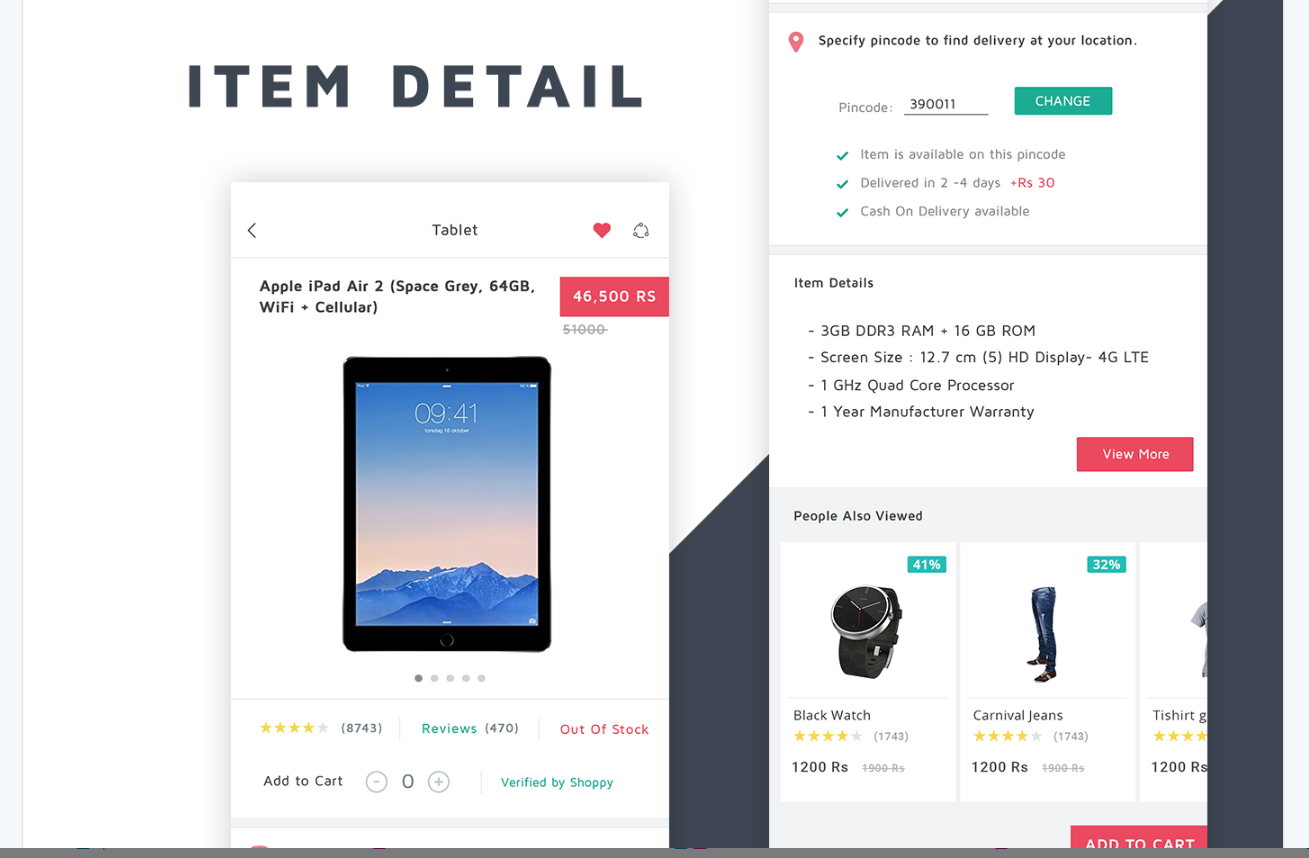 ITEM DETAIL
Tablet
Apple iPad Air 2 (Space Grey, 64GB,
WiFi + Cellular)
46,500 RS
51000
09:41
(8743)
Reviews (470)
Out Of Stock
Add to Cart
- 0 +
Verified by Shoppy
Specify pincode to find delivery at your location.
Pincode: 390011
CHANGE
Item is available on this pincode
Delivered in 2 -4 days +Rs 30
Cash On Delivery available
Item Details
- 3GB DDR3 RAM + 16 GB ROM
- Screen Size : 12.7 cm (5) HD Display- 4G LTE
- 1 GHz Quad Core Processor
- 1 Year Manufacturer Warranty
View More
People Also Viewed
41%
Black Watch
(1743)
1200 Rs 1900 Rs
32%
Carnival Jeans
(1743)
1200 Rs 1900 Rs
Tishirt g
1200 Rs
ADD TO CART